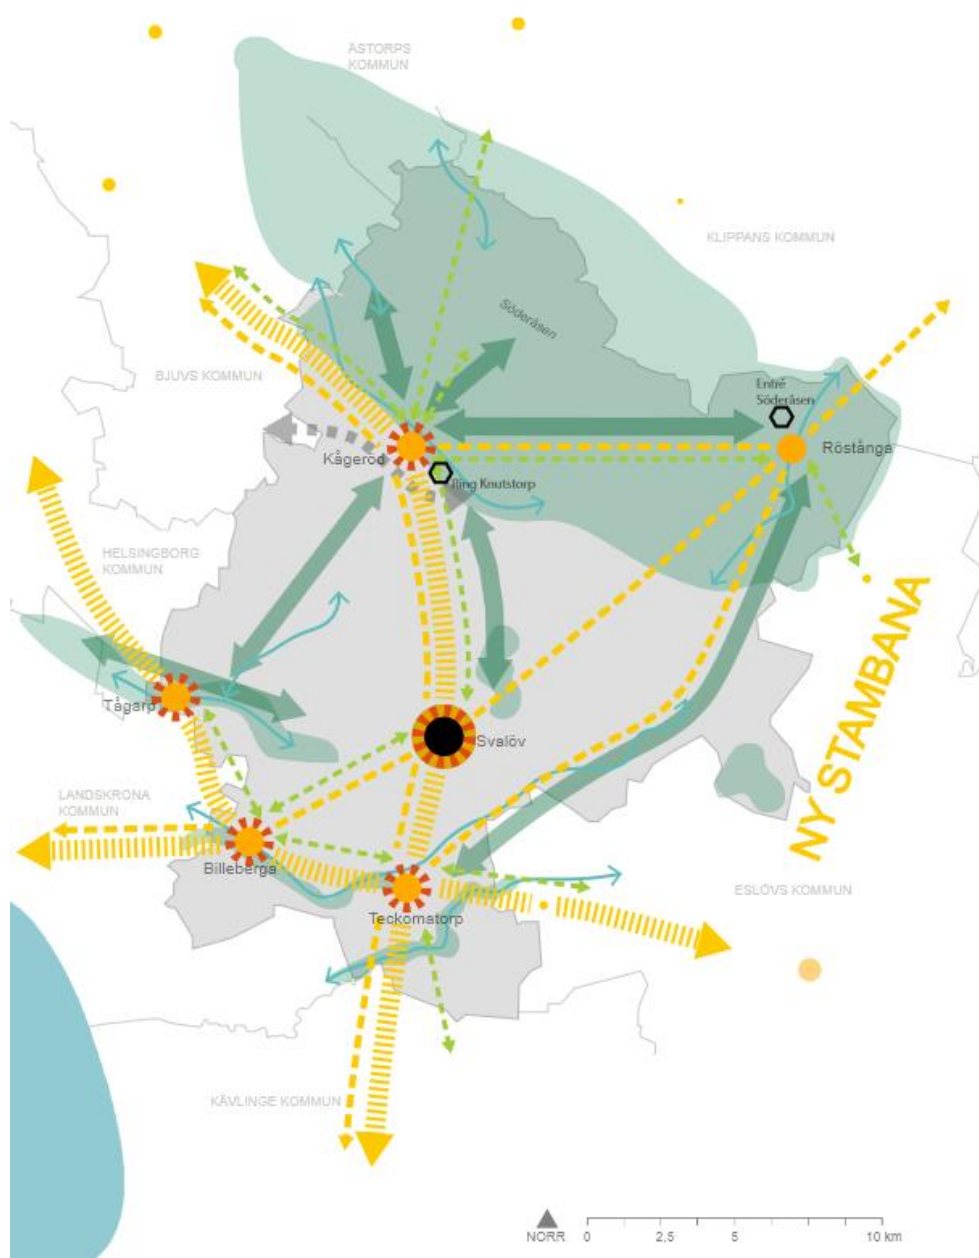 ÅSTORPS
KOMMUN
KLIPPANS KOMMUN
Söderåsen
BJUVS KOMMUN
Entré
Söderåsen
Kågeröd
Röstånga
Ring Knutstorp
HELSINGBORG
KOMMUN
NY STAMBANA
Tågarp
Svalöv
LANDSKRONA
KOMMUN
Billeberga
ESLÖVS KOMMUN
Teckomatorp
KÄVLINGE KOMMUN
NORR
0 2,5 5 10 km